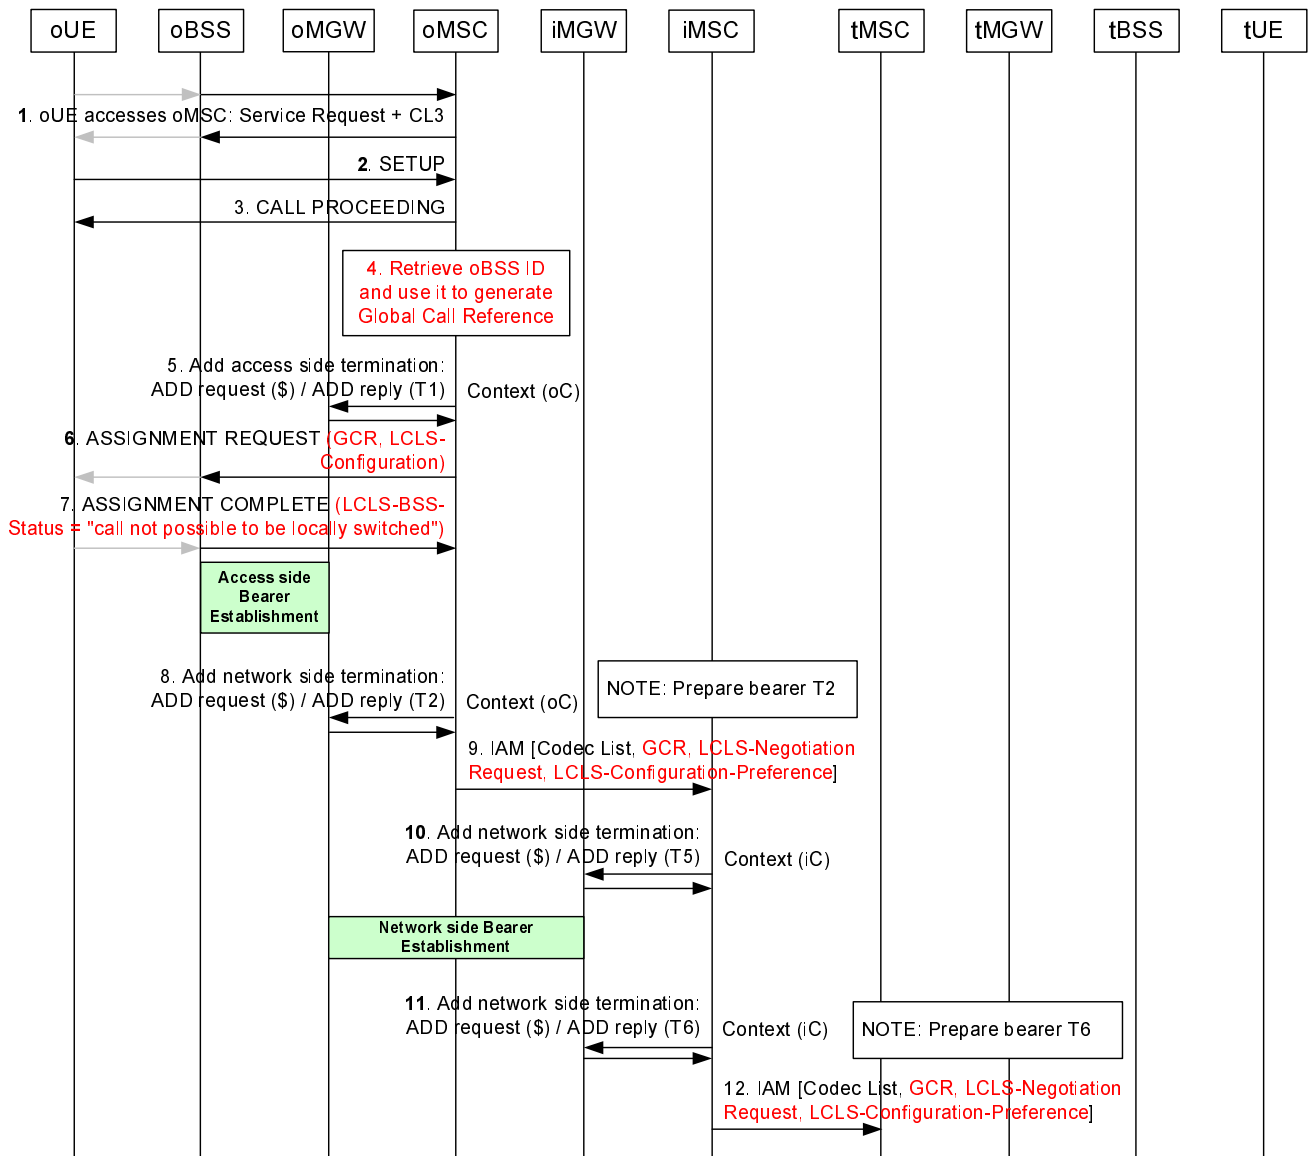 oUE oBSS oMGW oMSC iMGW iMSC tMSC tMGW tBSS tUE
1. oUE accesses oMSC: Service Request + CL3
2. SETUP
3. CALL PROCEEDING
4. Retrieve oBSS ID
and use it to generate
Global Call Reference
5. Add access side termination:
ADD request ($) / ADD reply (T1)
Context (oC)
6. ASSIGNMENT REQUEST (GCR, LCLS-
Configuration)
7. ASSIGNMENT COMPLETE (LCLS-BSS-
Status = "call not possible to be locally switched")
Access side
Bearer
Establishment
8. Add network side termination:
ADD request ($) / ADD reply (T2)
Context (oC)
NOTE: Prepare bearer T2
9. IAM [Codec List, GCR, LCLS-Negotiation
Request, LCLS-Configuration-Preference]
10. Add network side termination:
ADD request ($) / ADD reply (T5)
Context (iC)
Network side Bearer
Establishment
11. Add network side termination:
ADD request ($) / ADD reply (T6)
Context (iC)
NOTE: Prepare bearer T6
12. IAM [Codec List, GCR, LCLS-Negotiation
Request, LCLS-Configuration-Preference]